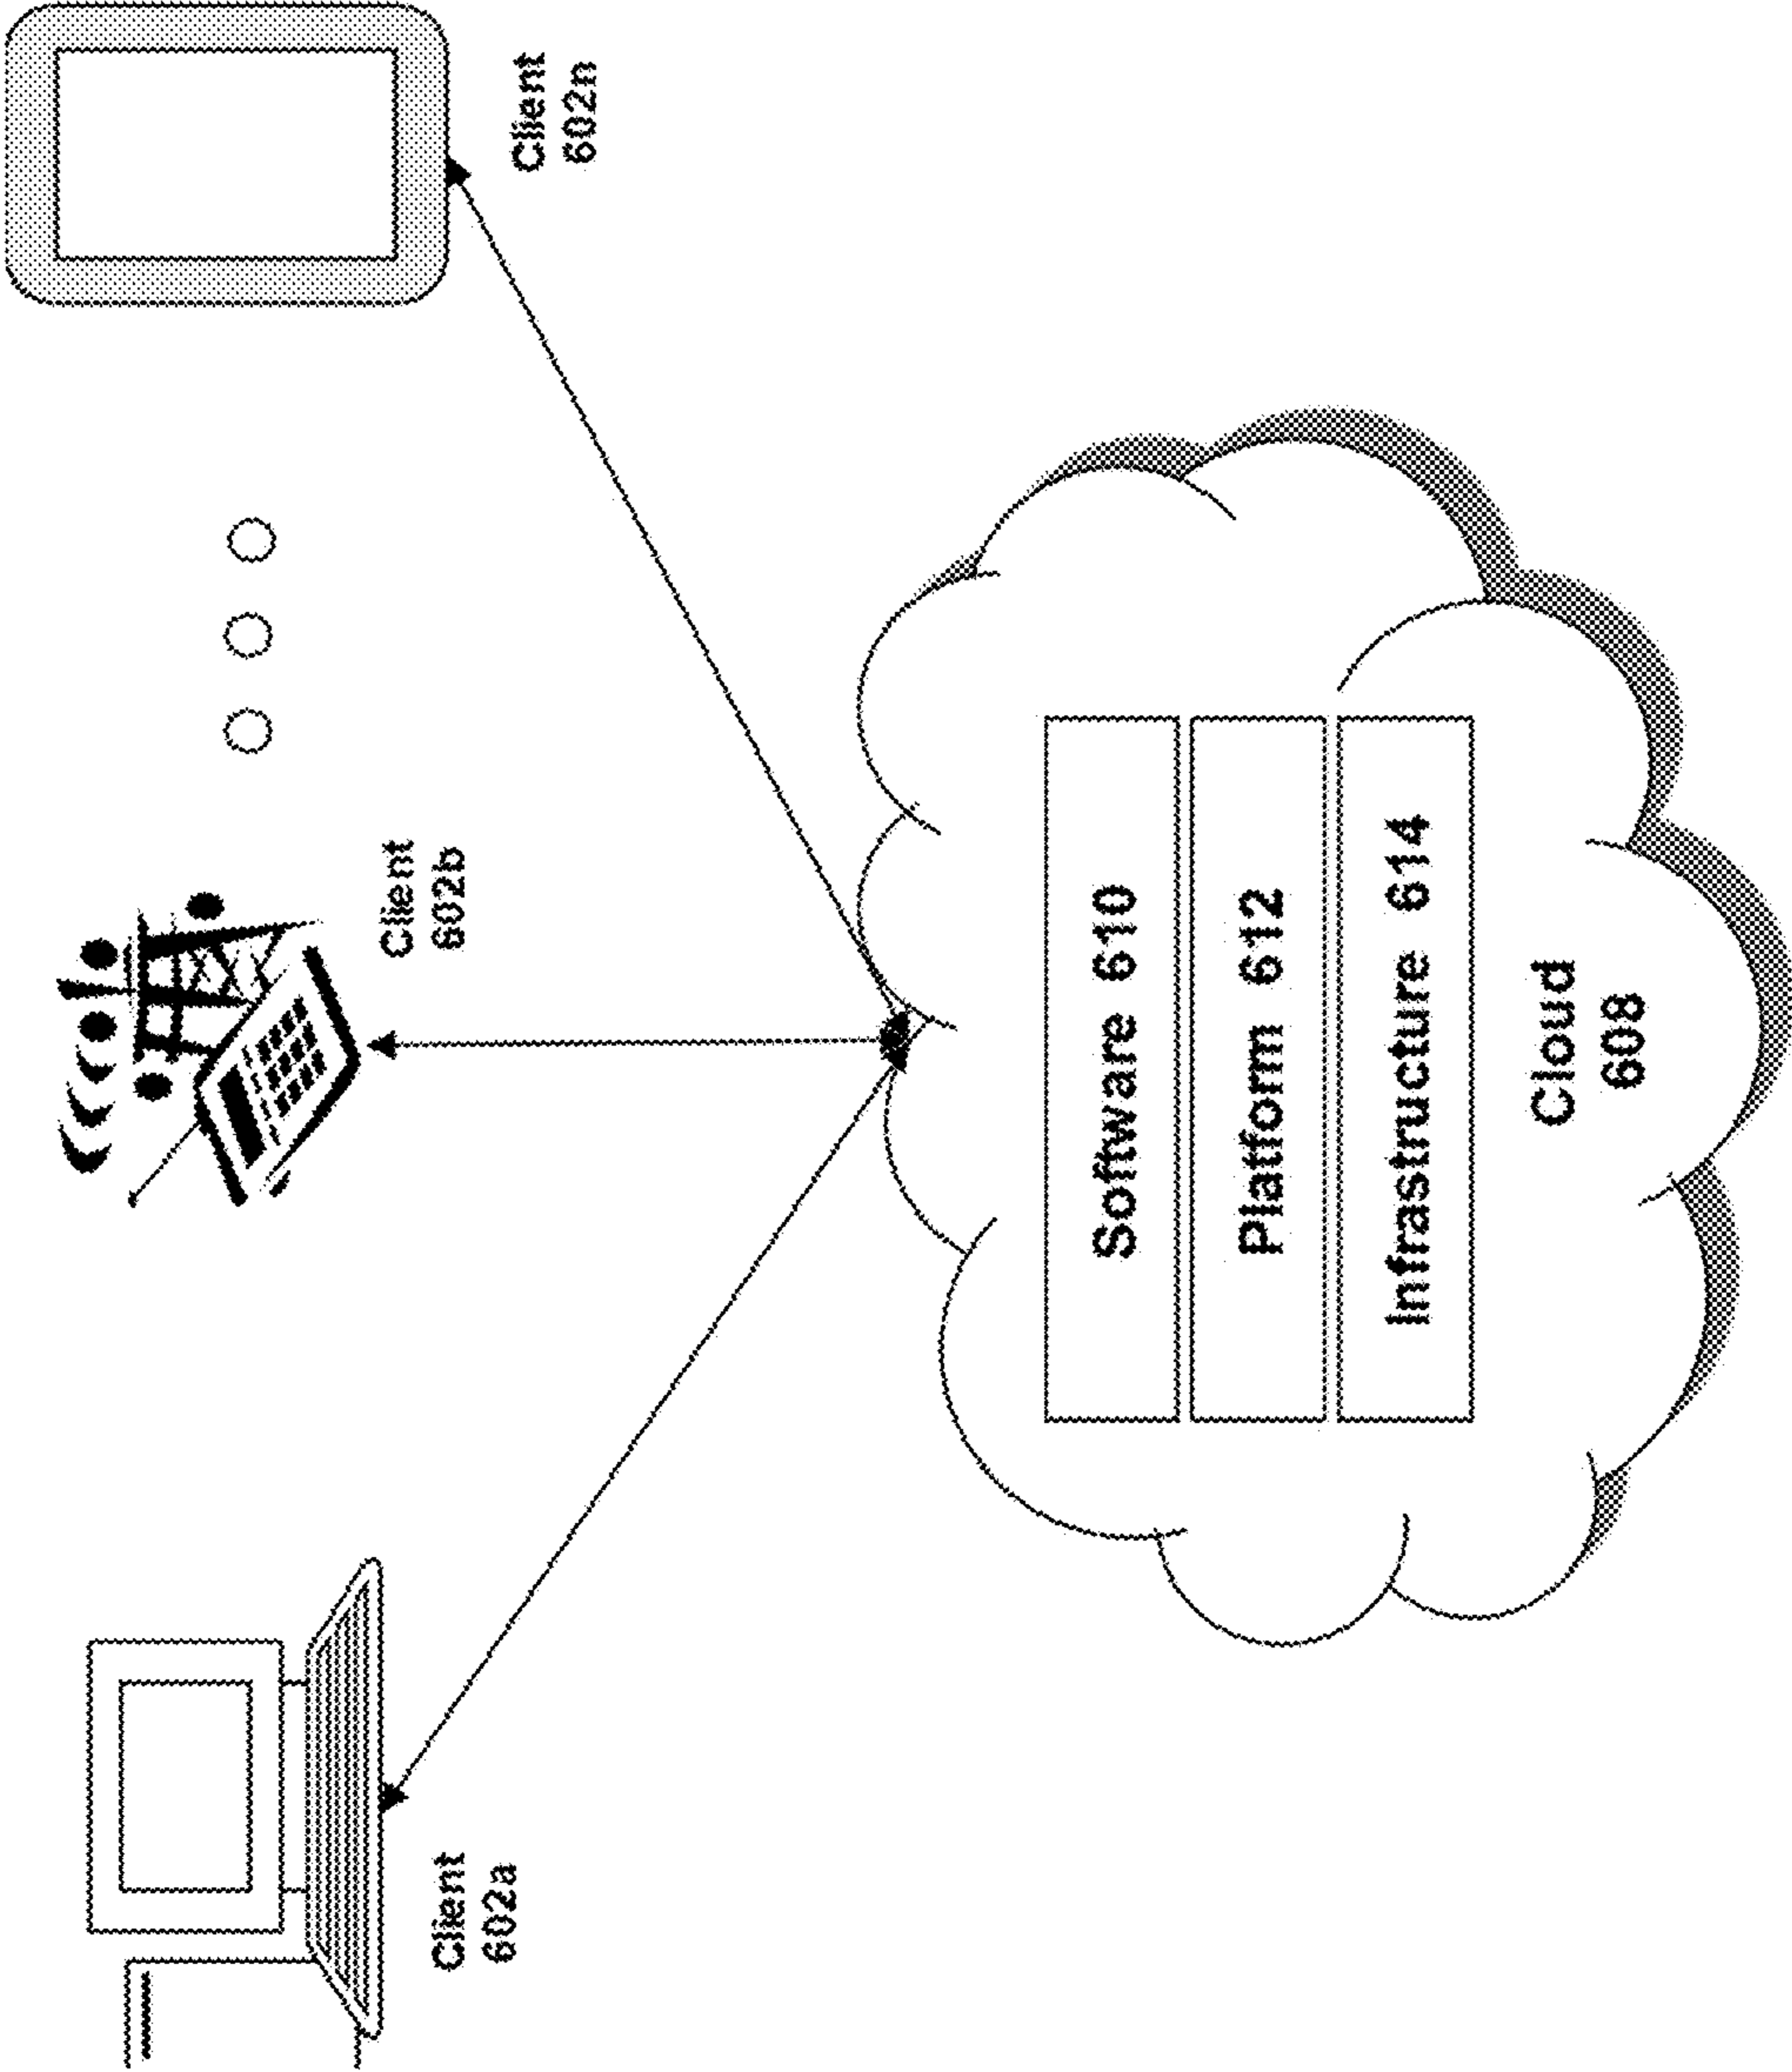 Client
602a
Client
602b
Client
602n
Software 610
Platform 612
Infrastructure 614
Cloud
608